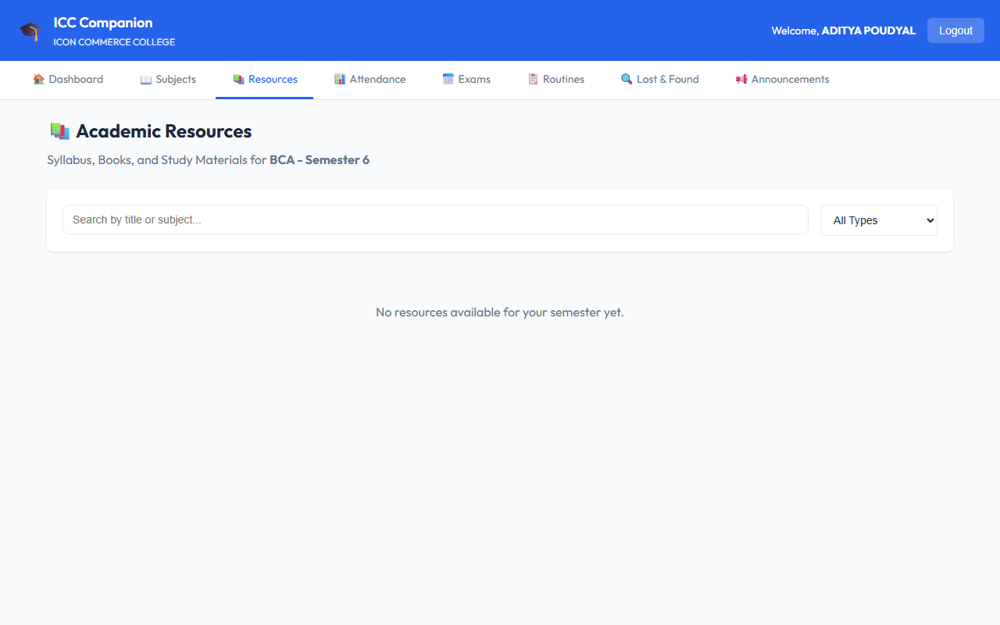 ICC Companion
ICON COMMERCE COLLEGE
Welcome, ADITYA POUDYAL
Logout
Dashboard
Subjects
Resources
Attendance
Exams
Routines
Lost & Found
Announcements
Academic Resources
Syllabus, Books, and Study Materials for BCA - Semester 6
Search by title or subject...
All Types
No resources available for your semester yet.